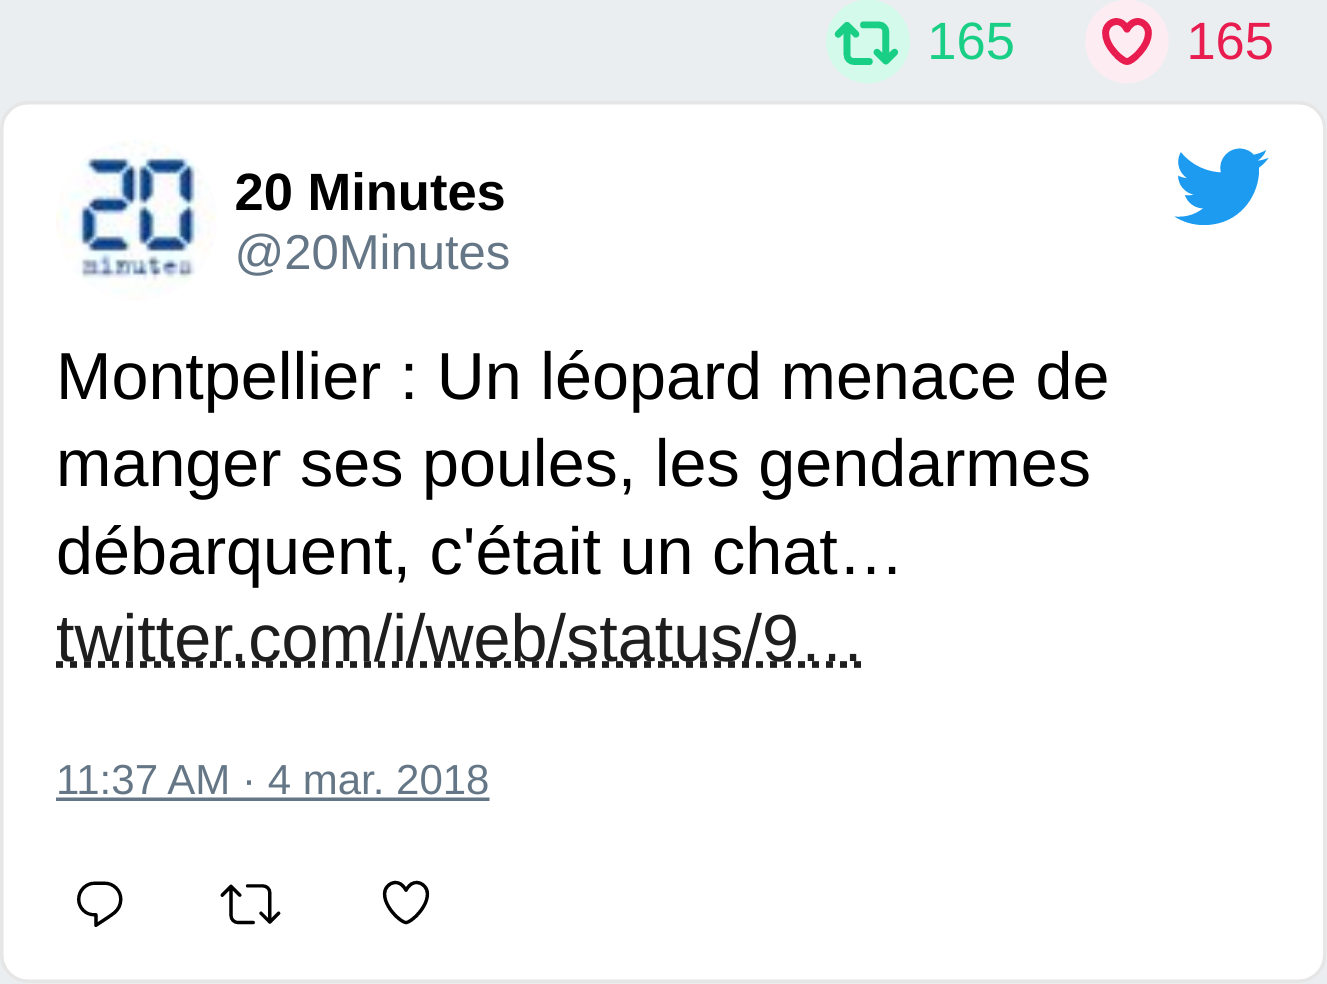 165 165
20 minutes
20 Minutes
@20Minutes
Montpellier : Un léopard menace de
manger ses poules, les gendarmes
débarquent, c'était un chat…
twitter.com/i/web/status/9…
11:37 AM · 4 mar. 2018